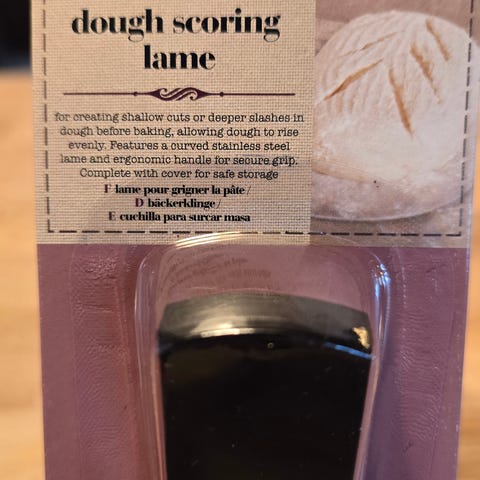 dough scoring
lame
for creating shallow cuts or deeper slashes in
dough before baking, allowing dough to rise
evenly. Features a curved stainless steel
lame and ergonomic handle for secure grip.
Complete with cover for safe storage
F lame pour grigner la pâte /
D bäckerklinge /
E cuchilla para surcar masa